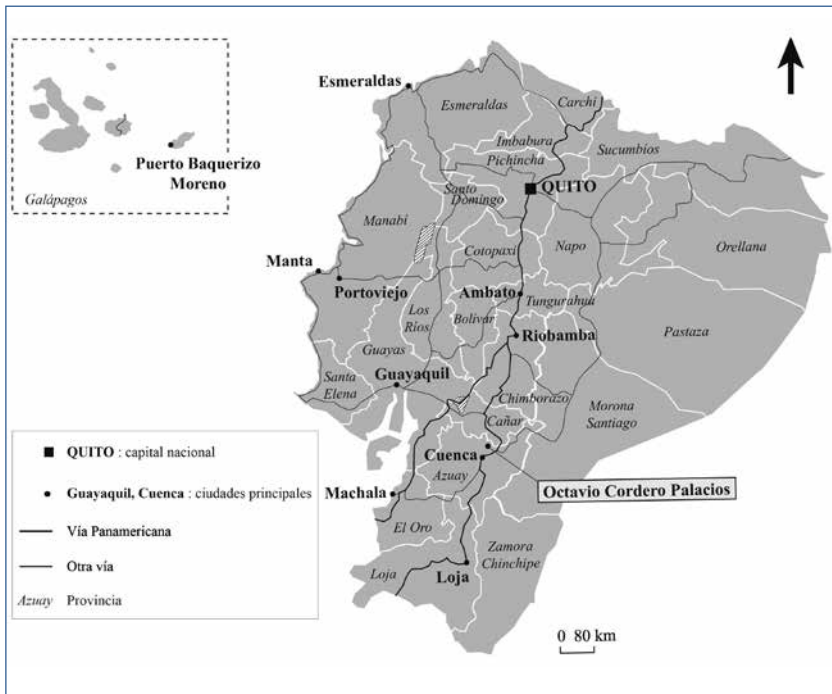 Esmeraldas
Esmeraldas
Carchi
Imbabura
Pichincha
Sucumbíos
Puerto Baquerizo
Moreno
Galápagos
QUITO
Santo
Domingo
Manabí
Cotopaxi
Napo
Orellana
Manta
Portoviejo
Ambato
Tungurahua
Los
Ríos
Bolívar
Riobamba
Pastaza
Guayas
Santa
Elena
Guayaquil
Chimborazo
Morona
Santiago
Cañar
Cuenca
Azuay
Octavio Cordero Palacios
Machala
El Oro
Zamora
Chinchipe
Loja
Loja
0 80 km
QUITO : capital nacional
Guayaquil, Cuenca : ciudades principales
Vía Panamericana
Otra vía
Azuay Provincia